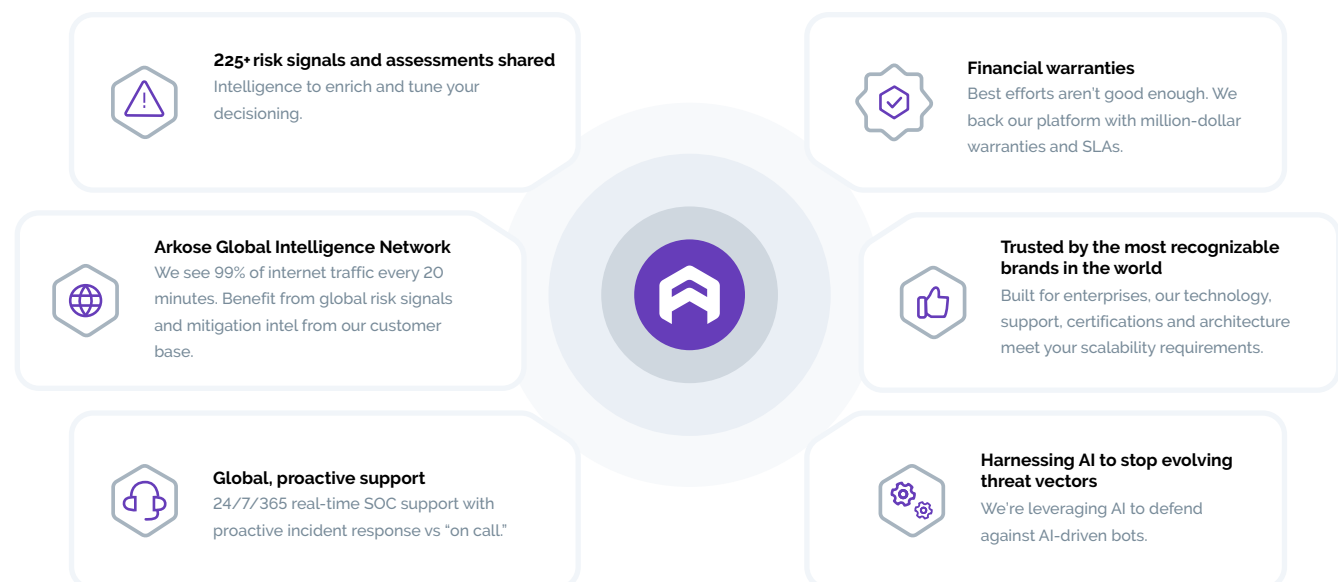 225+ risk signals and assessments shared
Intelligence to enrich and tune your
decisioning.
Financial warranties
Best efforts aren't good enough. We
back our platform with million-dollar
warranties and SLAs.
Arkose Global Intelligence Network
We see 99% of internet traffic every 20
minutes. Benefit from global risk signals
and mitigation intel from our customer
base.
Trusted by the most recognizable
brands in the world
Built for enterprises, our technology,
support, certifications and architecture
meet your scalability requirements.
Global, proactive support
24/7/365 real-time SOC support with
proactive incident response vs “on call.”
Harnessing AI to stop evolving
threat vectors
We're leveraging AI to defend
against AI-driven bots.